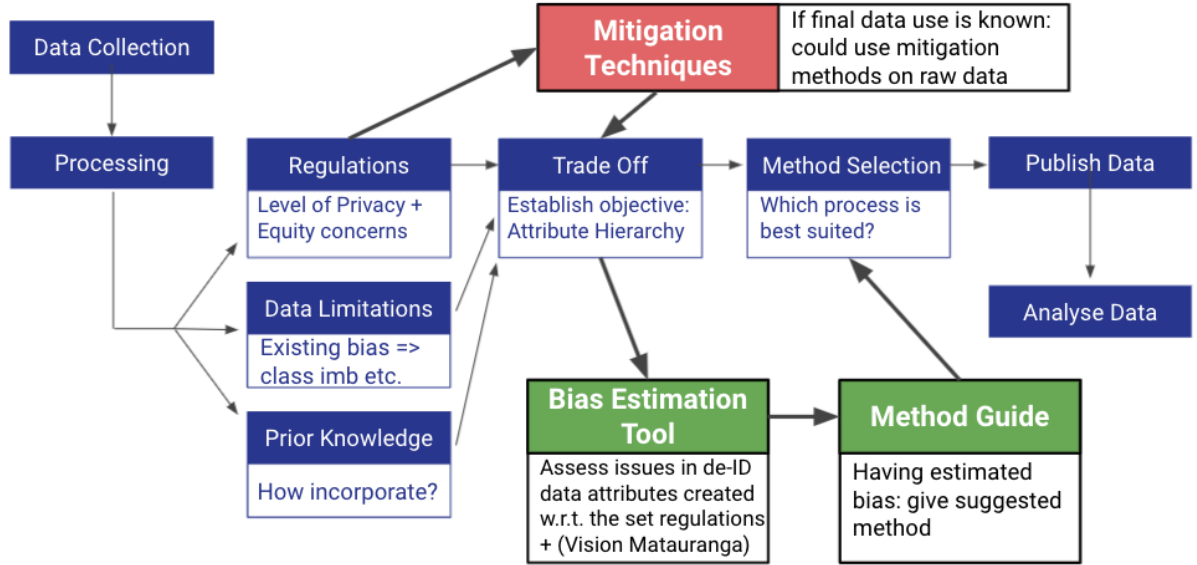 Data Collection
Processing
Mitigation
Techniques
If final data use is known:
could use mitigation
methods on raw data
Regulations
Level of Privacy +
Equity concerns
Data Limitations
Existing bias =>
class imb etc.
Prior Knowledge
How incorporate?
Trade Off
Establish objective:
Attribute Hierarchy
Method Selection
Which process is
best suited?
Publish Data
Analyse Data
Bias Estimation
Tool
Assess issues in de-ID
data attributes created
w.r.t. the set regulations
+ (Vision Matauranga)
Method Guide
Having estimated
bias: give suggested
method